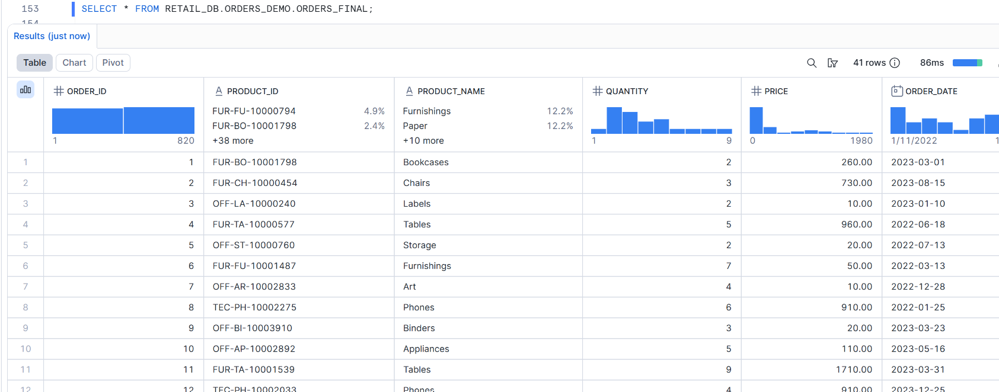 153 SELECT * FROM RETAIL_DB.ORDERS_DEMO.ORDERS_FINAL;
154
Results (just now)
Table Chart Pivot 41 rows 86ms
ORDER_ID PRODUCT_ID PRODUCT_NAME QUANTITY PRICE ORDER_DATE
FUR-FU-10000794 4.9% Furnishings 12.2%
FUR-BO-10001798 2.4% Paper 12.2%
1 820 +38 more +10 more 1 9 0 1980 1/11/2022
1 1 FUR-BO-10001798 Bookcases 2 260.00 2023-03-01
2 2 FUR-CH-10000454 Chairs 3 730.00 2023-08-15
3 3 OFF-LA-10000240 Labels 2 10.00 2023-01-10
4 4 FUR-TA-10000577 Tables 5 960.00 2022-06-18
5 5 OFF-ST-10000760 Storage 2 20.00 2022-07-13
6 6 FUR-FU-10001487 Furnishings 7 50.00 2022-03-13
7 7 OFF-AR-10002833 Art 4 10.00 2022-12-28
8 8 TEC-PH-10002275 Phones 6 910.00 2022-01-25
9 9 OFF-BI-10003910 Binders 3 20.00 2023-03-23
10 10 OFF-AP-10002892 Appliances 5 110.00 2023-05-16
11 11 FUR-TA-10001539 Tables 9 1710.00 2023-03-31
12 12 TEC-PH-10002033 Phones 4 910.00 2023-12-25